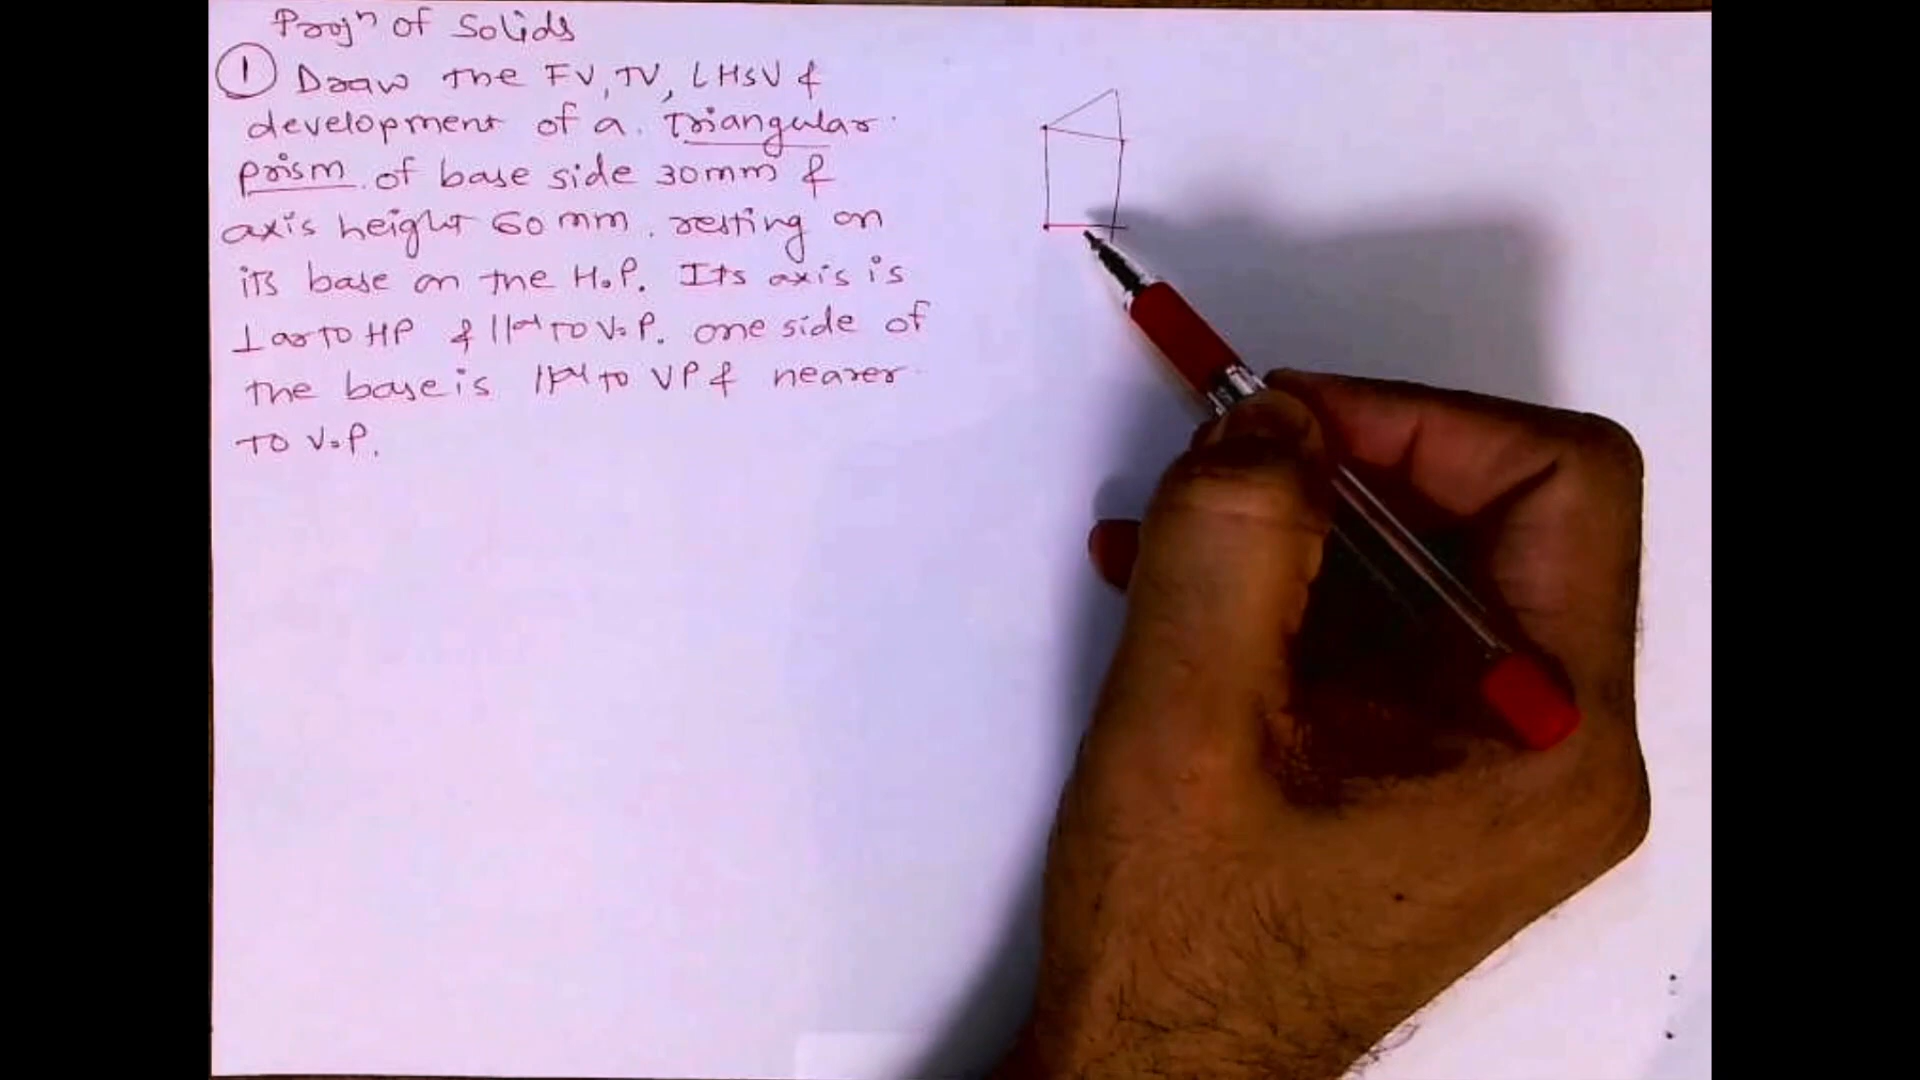 Projⁿ of Solids
① Draw the FV, TV, LHSV &
development of a Triangular
prism of base side 30mm &
axis height 60 mm. resting on
its base on the H.P. Its axis is
⊥ar to HP & ||el to V.P. one side of
the base is ||el to VP & nearer
to V.P.